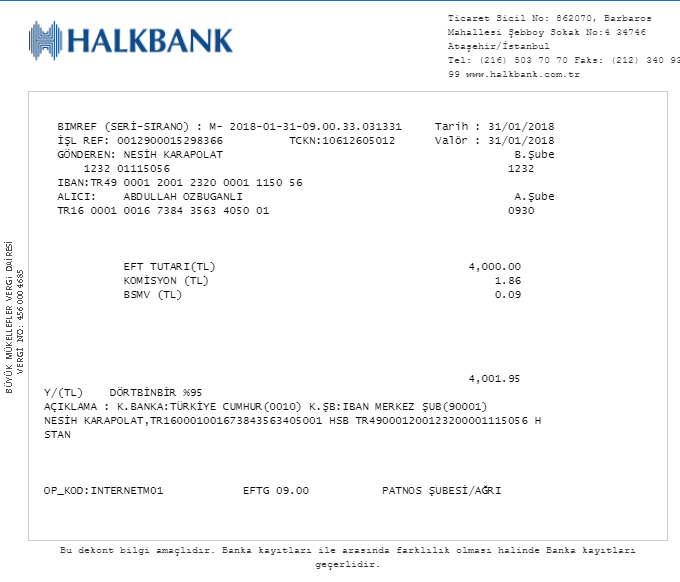 HALKBANK
Ticaret Sicil No: 862070, Barbaros
Mahallesi Şebboy Sokak No:4 34746
Ataşehir/İstanbul
Tel: (216) 503 70 70 Faks: (212) 340 93
99 www.halkbank.com.tr
BIMREF (SERİ-SIRANO) : M- 2018-01-31-09.00.33.031331 Tarih : 31/01/2018
İŞL REF: 0012900015298366 TCKN:10612605012 Valör : 31/01/2018
GÖNDEREN: NESİH KARAPOLAT B.Şube
1232 01115056 1232
IBAN:TR49 0001 2001 2320 0001 1150 56
ALICI: ABDULLAH OZBUGANLI A.Şube
TR16 0001 0016 7384 3563 4050 01 0930
EFT TUTARI(TL) 4,000.00
KOMİSYON (TL) 1.86
BSMV (TL) 0.09
4,001.95
Y/(TL) DÖRTBİNBİR %95
AÇIKLAMA : K.BANKA:TÜRKİYE CUMHUR(0010) K.ŞB:IBAN MERKEZ ŞUB(90001)
NESİH KARAPOLAT,TR160001001673843563405001 HSB TR490001200123200001115056 H
STAN
OP_KOD:INTERNETM01 EFTG 09.00 PATNOS ŞUBESİ/AĞRI
BÜYÜK MÜKELLEFLER VERGİ DAİRESİ
VERGİ NO: 456 000 4685
Bu dekont bilgi amaçlıdır. Banka kayıtları ile arasında farklılık olması halinde Banka kayıtları
geçerlidir.